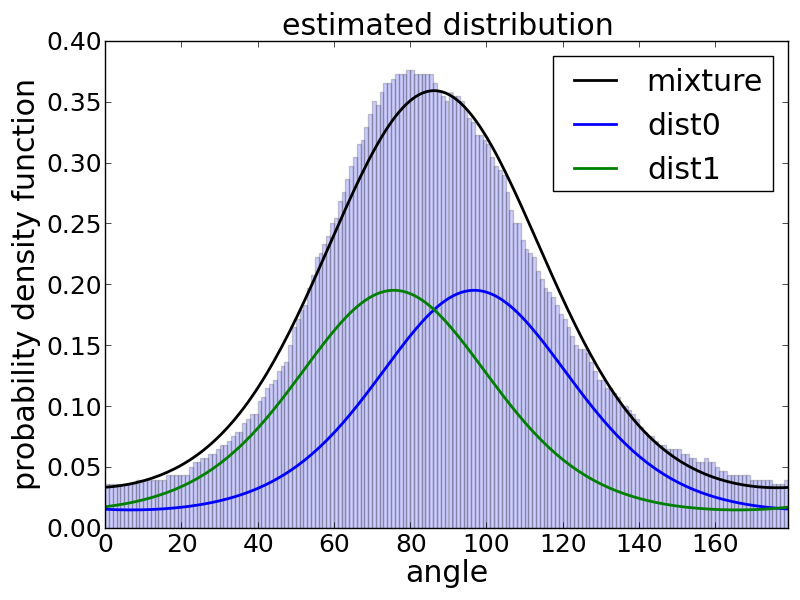 estimated distribution
probability density function
0.40
0.35
0.30
0.25
0.20
0.15
0.10
0.05
0.00
mixture
dist0
dist1
0 20 40 60 80 100 120 140 160
angle